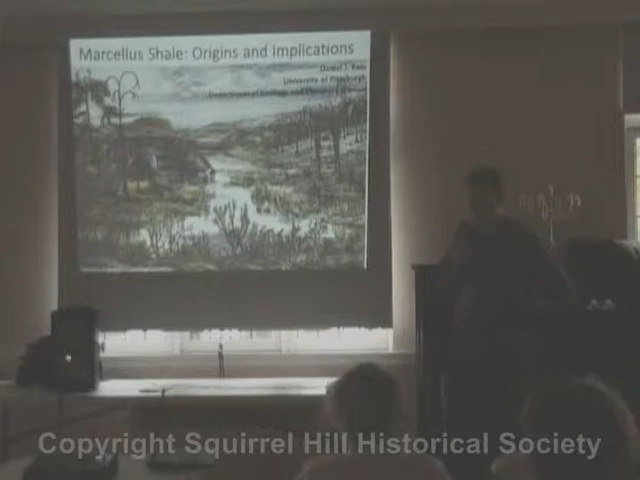 Marcellus Shale: Origins and Implications
University of Pittsburgh
Copyright Squirrel Hill Historical Society